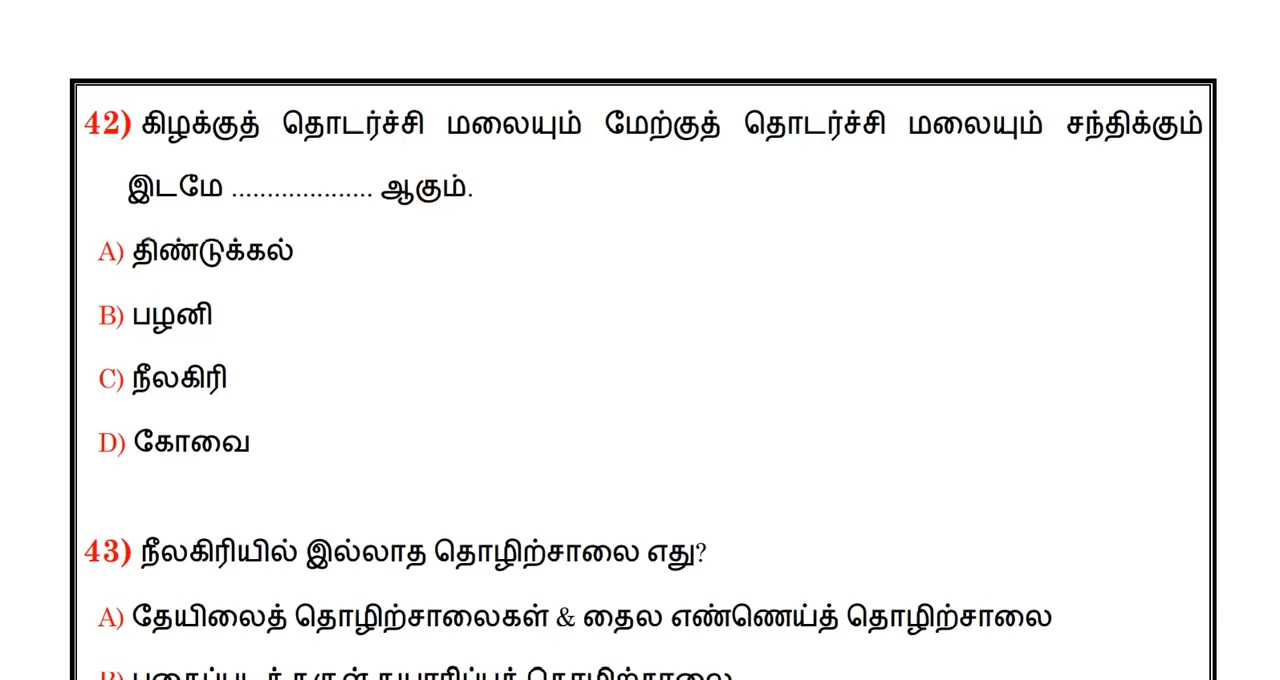 42) கிழக்குத் தொடர்ச்சி மலையும் மேற்குத் தொடர்ச்சி மலையும் சந்திக்கும்
இடமே .................... ஆகும்.
A) திண்டுக்கல்
B) பழனி
C) நீலகிரி
D) கோவை
43) நீலகிரியில் இல்லாத தொழிற்சாலை எது?
A) தேயிலைத் தொழிற்சாலைகள் & தைல எண்ணெய்த் தொழிற்சாலை